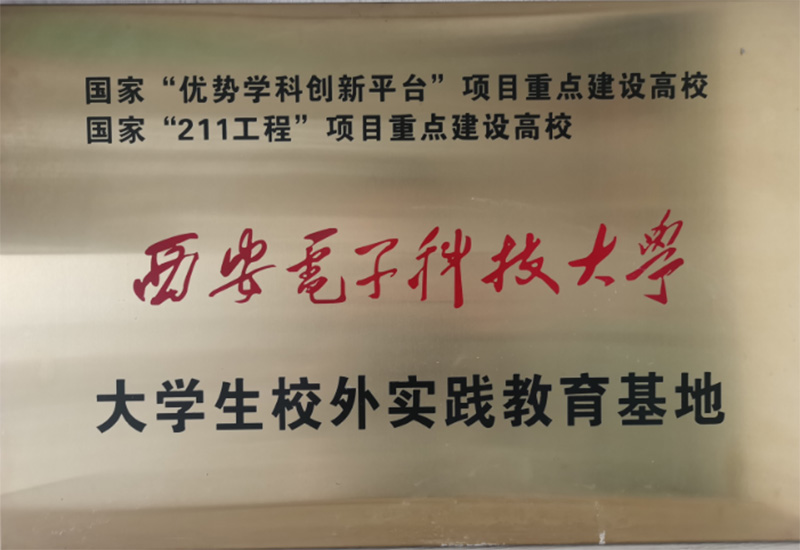 国家“优势学科创新平台”项目重点建设高校
国家“211工程”项目重点建设高校
西安電子科技大學
大学生校外实践教育基地